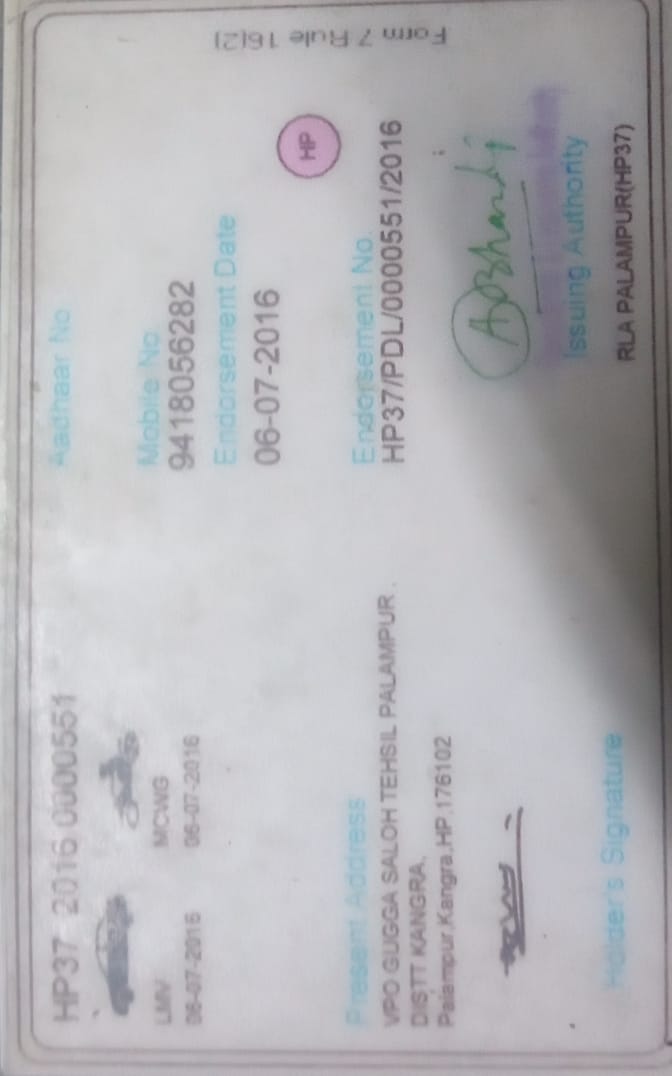 Form 7 Rule 16(2)
HP37 2016 0000551
Aadhaar No
LMV
06-07-2016
MCWG
06-07-2016
Mobile No
9418056282
Endorsement Date
06-07-2016
HP
Present Address
VPO GUGGA SALOH TEHSIL PALAMPUR .
DISTT KANGRA,
Palampur,Kangra,HP,176102
Endorsement No.
HP37/PDL/0000551/2016
Holder's Signature
Issuing Authority
RLA PALAMPUR(HP37)